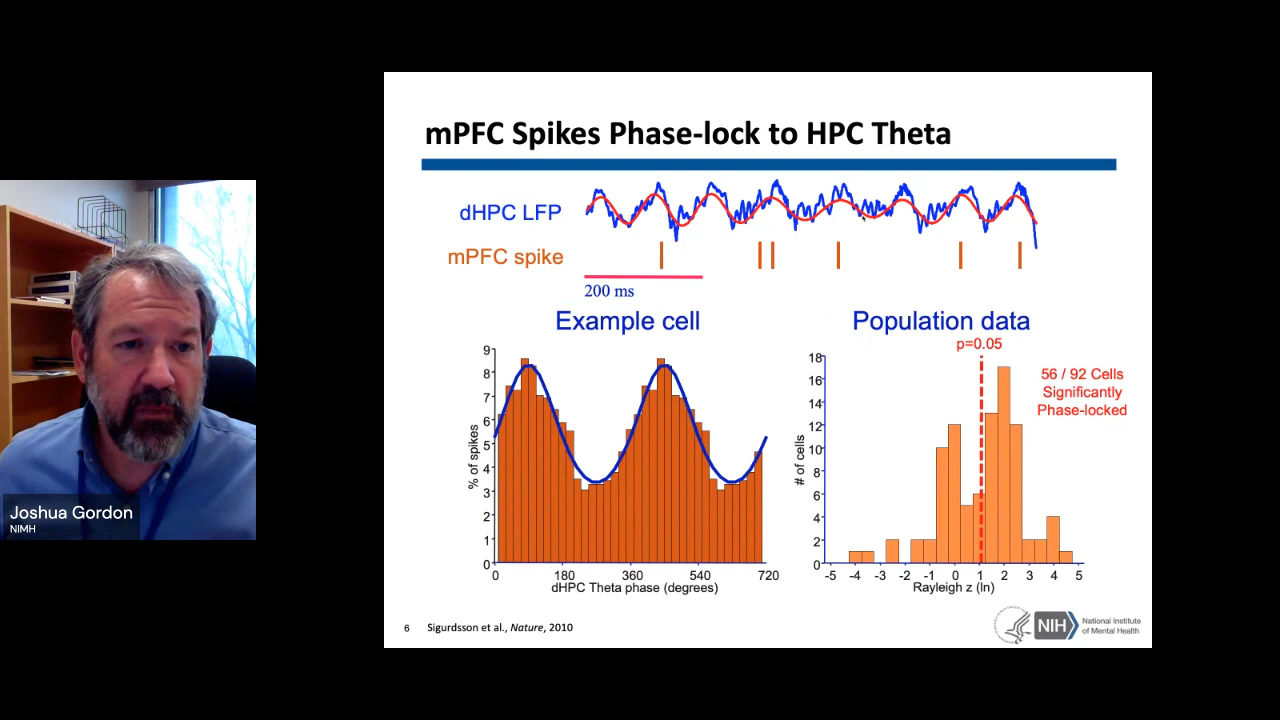 mPFC Spikes Phase-lock to HPC Theta
dHPC LFP
mPFC spike
200 ms
Example cell
% of spikes
9
8
7
6
5
4
3
2
1
0
0 180 360 540 720
dHPC Theta phase (degrees)
Population data
p=0.05
56 / 92 Cells
Significantly
Phase-locked
# of cells
18
16
14
12
10
8
6
4
2
0
-5 -4 -3 -2 -1 0 1 2 3 4 5
Rayleigh z (ln)
6 Sigurdsson et al., Nature, 2010
NIH
National Institute
of Mental Health
Joshua Gordon
NIMH